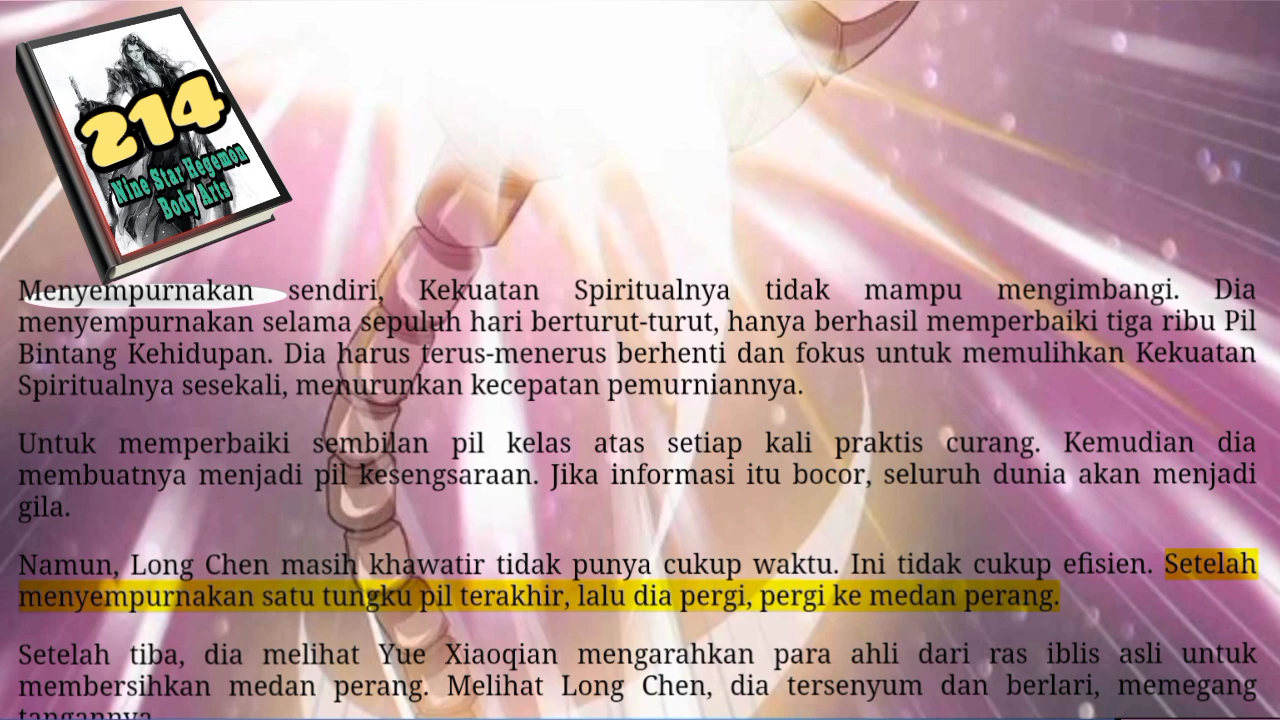 214
Nine Star Hegemon
Body Arts
Menyempurnakan sendiri, Kekuatan Spiritualnya tidak mampu mengimbangi. Dia
menyempurnakan selama sepuluh hari berturut-turut, hanya berhasil memperbaiki tiga ribu Pil
Bintang Kehidupan. Dia harus terus-menerus berhenti dan fokus untuk memulihkan Kekuatan
Spiritualnya sesekali, menurunkan kecepatan pemurniannya.
Untuk memperbaiki sembilan pil kelas atas setiap kali praktis curang. Kemudian dia
membuatnya menjadi pil kesengsaraan. Jika informasi itu bocor, seluruh dunia akan menjadi
gila.
Namun, Long Chen masih khawatir tidak punya cukup waktu. Ini tidak cukup efisien. Setelah
menyempurnakan satu tungku pil terakhir, lalu dia pergi, pergi ke medan perang.
Setelah tiba, dia melihat Yue Xiaoqian mengarahkan para ahli dari ras iblis asli untuk
membersihkan medan perang. Melihat Long Chen, dia tersenyum dan berlari, memegang
tangannya.